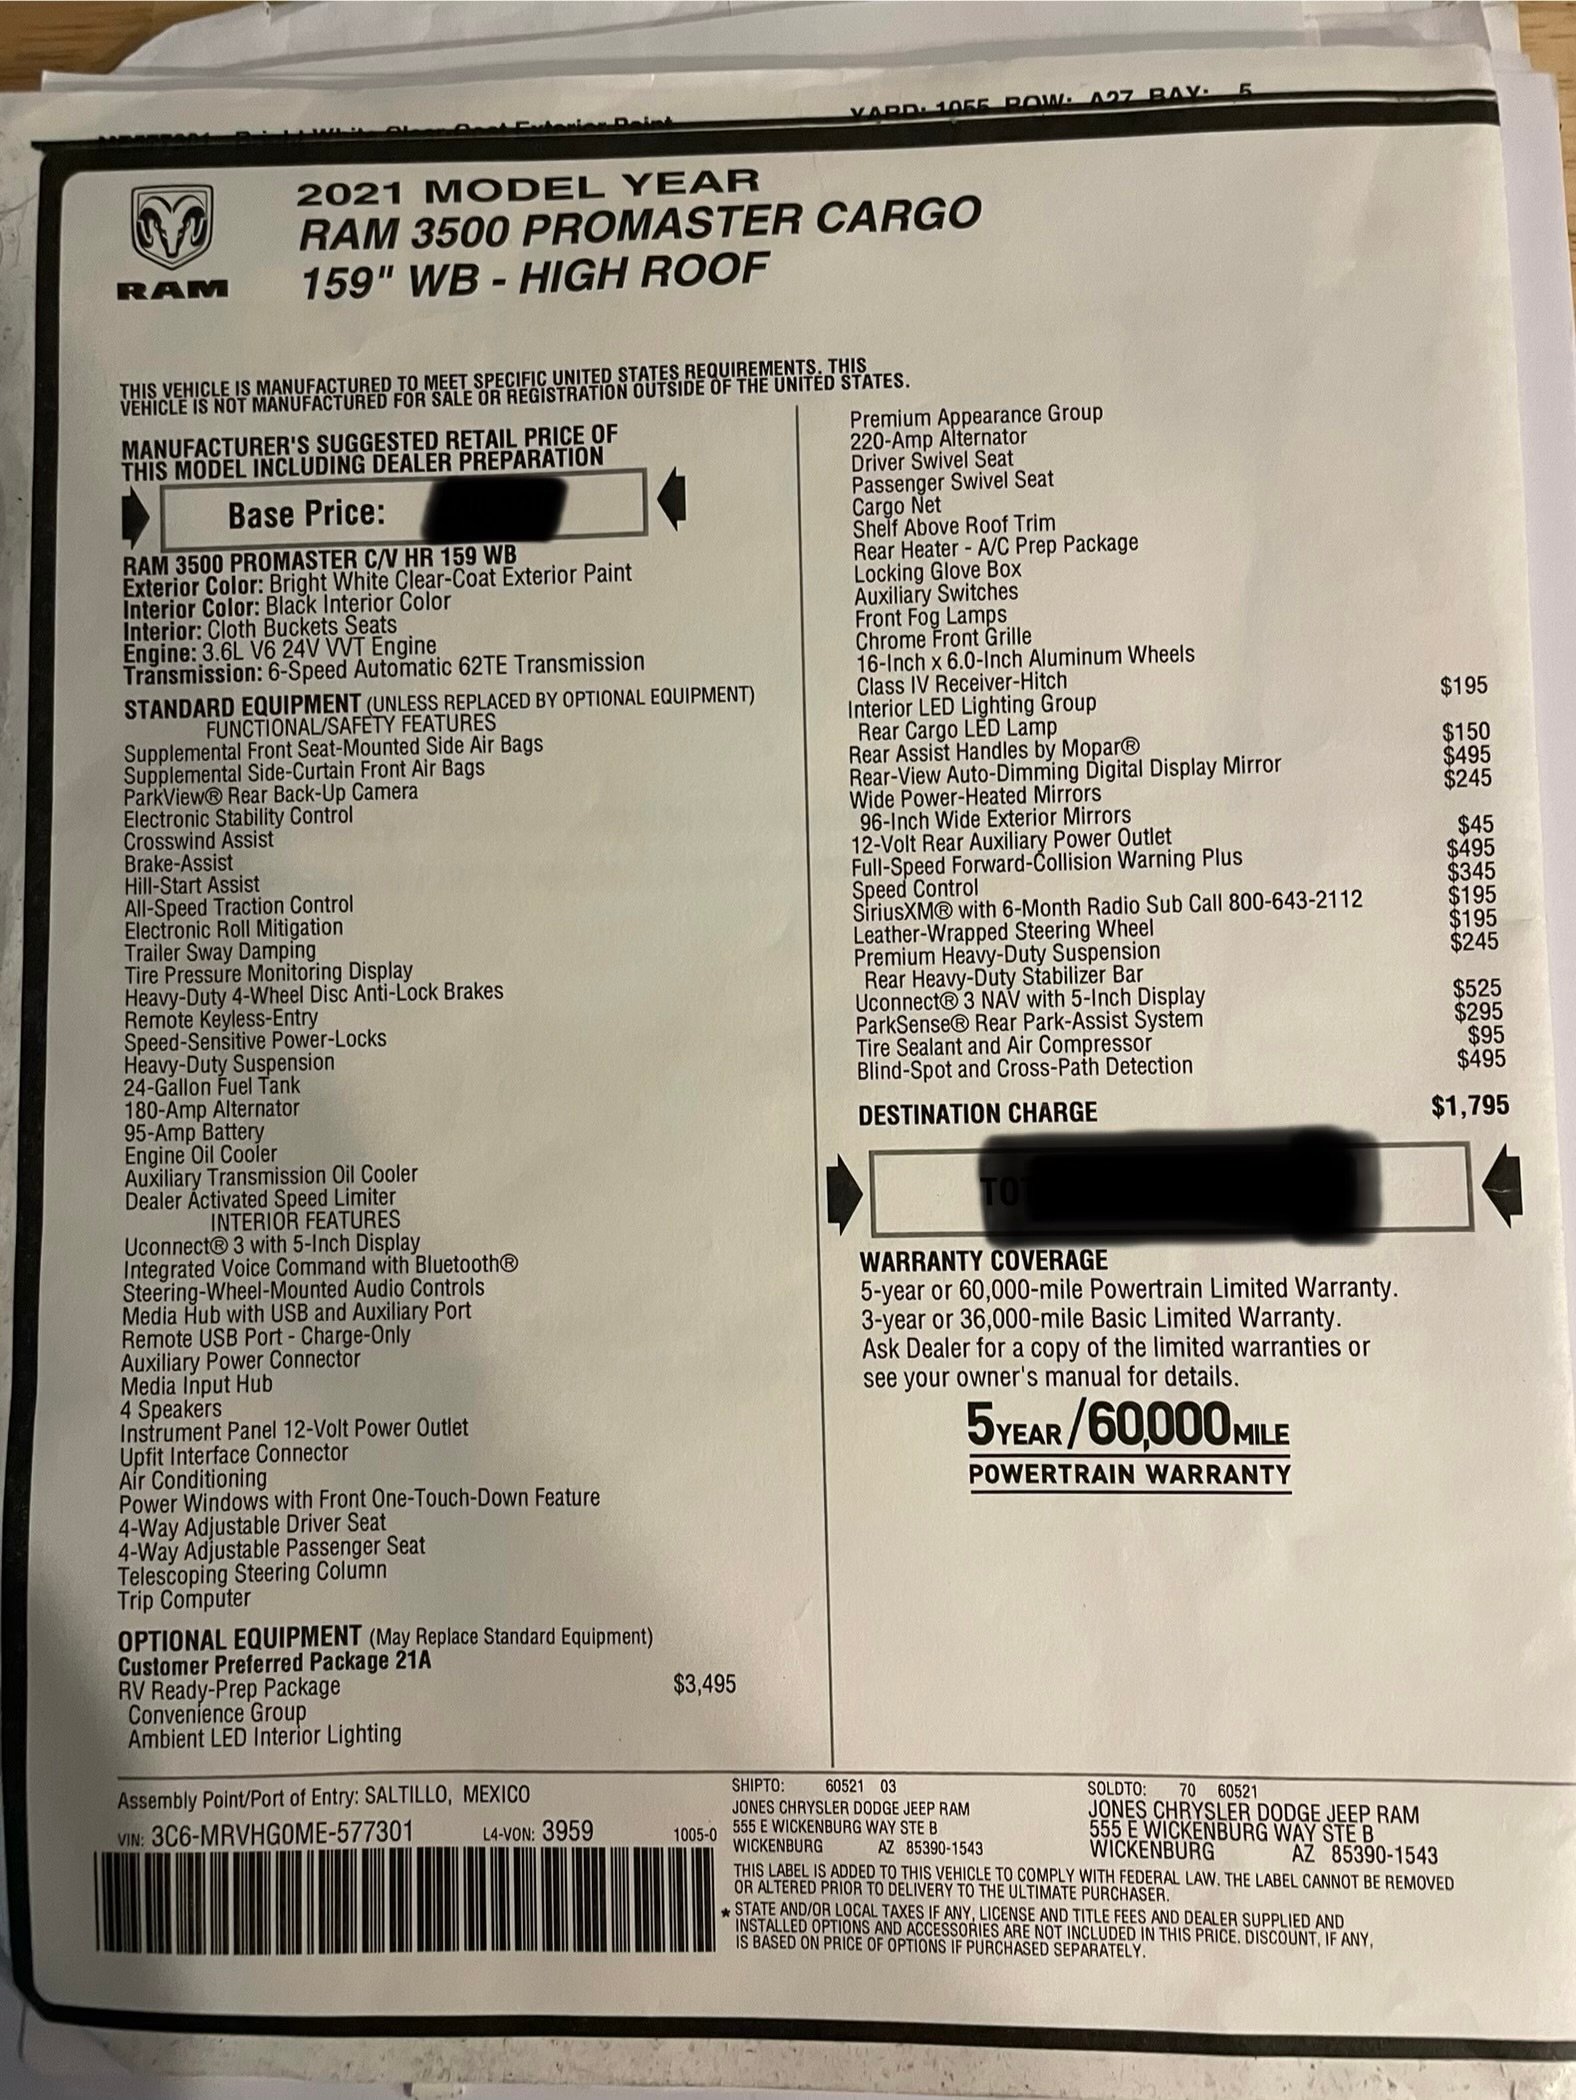 YARD: 1055 ROW: A27 BAY: 5
Bright White Clear-Coat Exterior Paint
RAM
2021 MODEL YEAR
RAM 3500 PROMASTER CARGO
159" WB - HIGH ROOF
THIS VEHICLE IS MANUFACTURED TO MEET SPECIFIC UNITED STATES REQUIREMENTS. THIS
VEHICLE IS NOT MANUFACTURED FOR SALE OR REGISTRATION OUTSIDE OF THE UNITED STATES.
MANUFACTURER'S SUGGESTED RETAIL PRICE OF
THIS MODEL INCLUDING DEALER PREPARATION
Base Price:
RAM 3500 PROMASTER C/V HR 159 WB
Exterior Color: Bright White Clear-Coat Exterior Paint
Interior Color: Black Interior Color
Interior: Cloth Buckets Seats
Engine: 3.6L V6 24V VVT Engine
Transmission: 6-Speed Automatic 62TE Transmission
STANDARD EQUIPMENT (UNLESS REPLACED BY OPTIONAL EQUIPMENT)
FUNCTIONAL/SAFETY FEATURES
Supplemental Front Seat-Mounted Side Air Bags
Supplemental Side-Curtain Front Air Bags
ParkView® Rear Back-Up Camera
Electronic Stability Control
Crosswind Assist
Brake-Assist
Hill-Start Assist
All-Speed Traction Control
Electronic Roll Mitigation
Trailer Sway Damping
Tire Pressure Monitoring Display
Heavy-Duty 4-Wheel Disc Anti-Lock Brakes
Remote Keyless-Entry
Speed-Sensitive Power-Locks
Heavy-Duty Suspension
24-Gallon Fuel Tank
180-Amp Alternator
95-Amp Battery
Engine Oil Cooler
Auxiliary Transmission Oil Cooler
Dealer Activated Speed Limiter
INTERIOR FEATURES
Uconnect® 3 with 5-Inch Display
Integrated Voice Command with Bluetooth®
Steering-Wheel-Mounted Audio Controls
Media Hub with USB and Auxiliary Port
Remote USB Port - Charge-Only
Auxiliary Power Connector
Media Input Hub
4 Speakers
Instrument Panel 12-Volt Power Outlet
Upfit Interface Connector
Air Conditioning
Power Windows with Front One-Touch-Down Feature
4-Way Adjustable Driver Seat
4-Way Adjustable Passenger Seat
Telescoping Steering Column
Trip Computer
OPTIONAL EQUIPMENT (May Replace Standard Equipment)
Customer Preferred Package 21A
RV Ready-Prep Package $3,495
Convenience Group
Ambient LED Interior Lighting
Premium Appearance Group
220-Amp Alternator
Driver Swivel Seat
Passenger Swivel Seat
Cargo Net
Shelf Above Roof Trim
Rear Heater - A/C Prep Package
Locking Glove Box
Auxiliary Switches
Front Fog Lamps
Chrome Front Grille
16-Inch x 6.0-Inch Aluminum Wheels
Class IV Receiver-Hitch
Interior LED Lighting Group $195
Rear Cargo LED Lamp
Rear Assist Handles by Mopar® $150
Rear-View Auto-Dimming Digital Display Mirror $495
Wide Power-Heated Mirrors $245
96-Inch Wide Exterior Mirrors
12-Volt Rear Auxiliary Power Outlet $45
Full-Speed Forward-Collision Warning Plus $495
Speed Control $345
SiriusXM® with 6-Month Radio Sub Call 800-643-2112 $195
Leather-Wrapped Steering Wheel $195
Premium Heavy-Duty Suspension $245
Rear Heavy-Duty Stabilizer Bar
Uconnect® 3 NAV with 5-Inch Display $525
ParkSense® Rear Park-Assist System $295
Tire Sealant and Air Compressor $95
Blind-Spot and Cross-Path Detection $495
DESTINATION CHARGE $1,795
TO
WARRANTY COVERAGE
5-year or 60,000-mile Powertrain Limited Warranty.
3-year or 36,000-mile Basic Limited Warranty.
Ask Dealer for a copy of the limited warranties or
see your owner's manual for details.
5YEAR/60,000MILE
POWERTRAIN WARRANTY
Assembly Point/Port of Entry: SALTILLO, MEXICO
VIN: 3C6-MRVHG0ME-577301 L4-VON: 3959 1005-0
SHIPTO: 60521 03
JONES CHRYSLER DODGE JEEP RAM
555 E WICKENBURG WAY STE B
WICKENBURG AZ 85390-1543
SOLDTO: 70 60521
JONES CHRYSLER DODGE JEEP RAM
555 E WICKENBURG WAY STE B
WICKENBURG AZ 85390-1543
THIS LABEL IS ADDED TO THIS VEHICLE TO COMPLY WITH FEDERAL LAW. THE LABEL CANNOT BE REMOVED
OR ALTERED PRIOR TO DELIVERY TO THE ULTIMATE PURCHASER.
* STATE AND/OR LOCAL TAXES IF ANY, LICENSE AND TITLE FEES AND DEALER SUPPLIED AND
INSTALLED OPTIONS AND ACCESSORIES ARE NOT INCLUDED IN THIS PRICE. DISCOUNT, IF ANY,
IS BASED ON PRICE OF OPTIONS IF PURCHASED SEPARATELY.